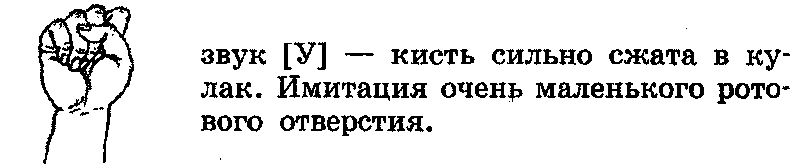 звук [У] — кисть сильно сжата в ку-
лак. Имитация очень маленького рото-
вого отверстия.